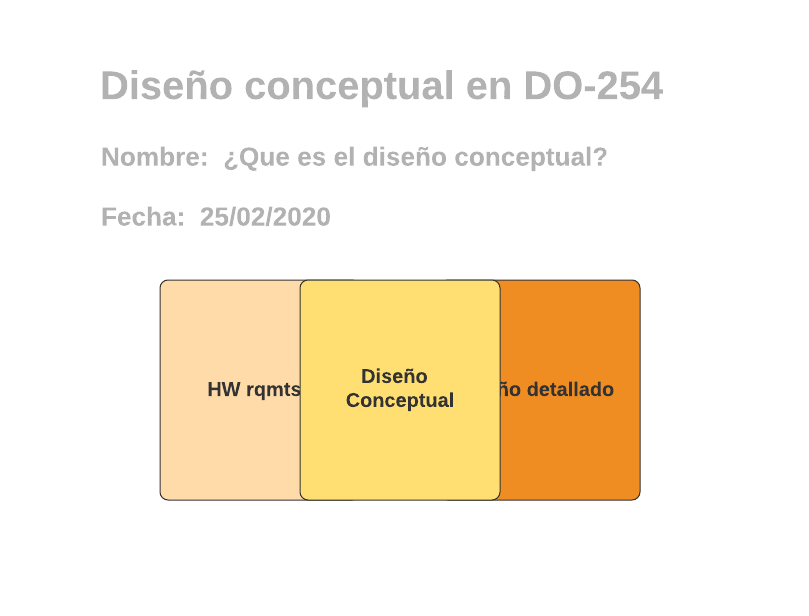 Diseño conceptual en DO-254
Nombre: ¿Que es el diseño conceptual?
Fecha: 25/02/2020
HW rqmts
Diseño
Conceptual
ño detallado